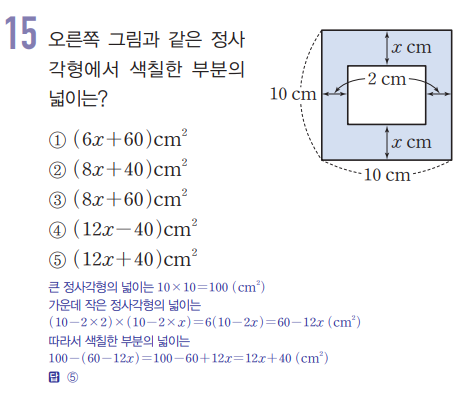 15 오른쪽 그림과 같은 정사
각형에서 색칠한 부분의
넓이는?
① (6x+60)cm²
② (8x+40)cm²
③ (8x+60)cm²
④ (12x-40)cm²
⑤ (12x+40)cm²
x cm
2 cm
10 cm
x cm
10 cm
큰 정사각형의 넓이는 10×10=100 (cm²)
가운데 작은 정사각형의 넓이는
(10-2×2)×(10-2×x)=6(10-2x)=60-12x (cm²)
따라서 색칠한 부분의 넓이는
100-(60-12x)=100-60+12x=12x+40 (cm²)
답 ⑤